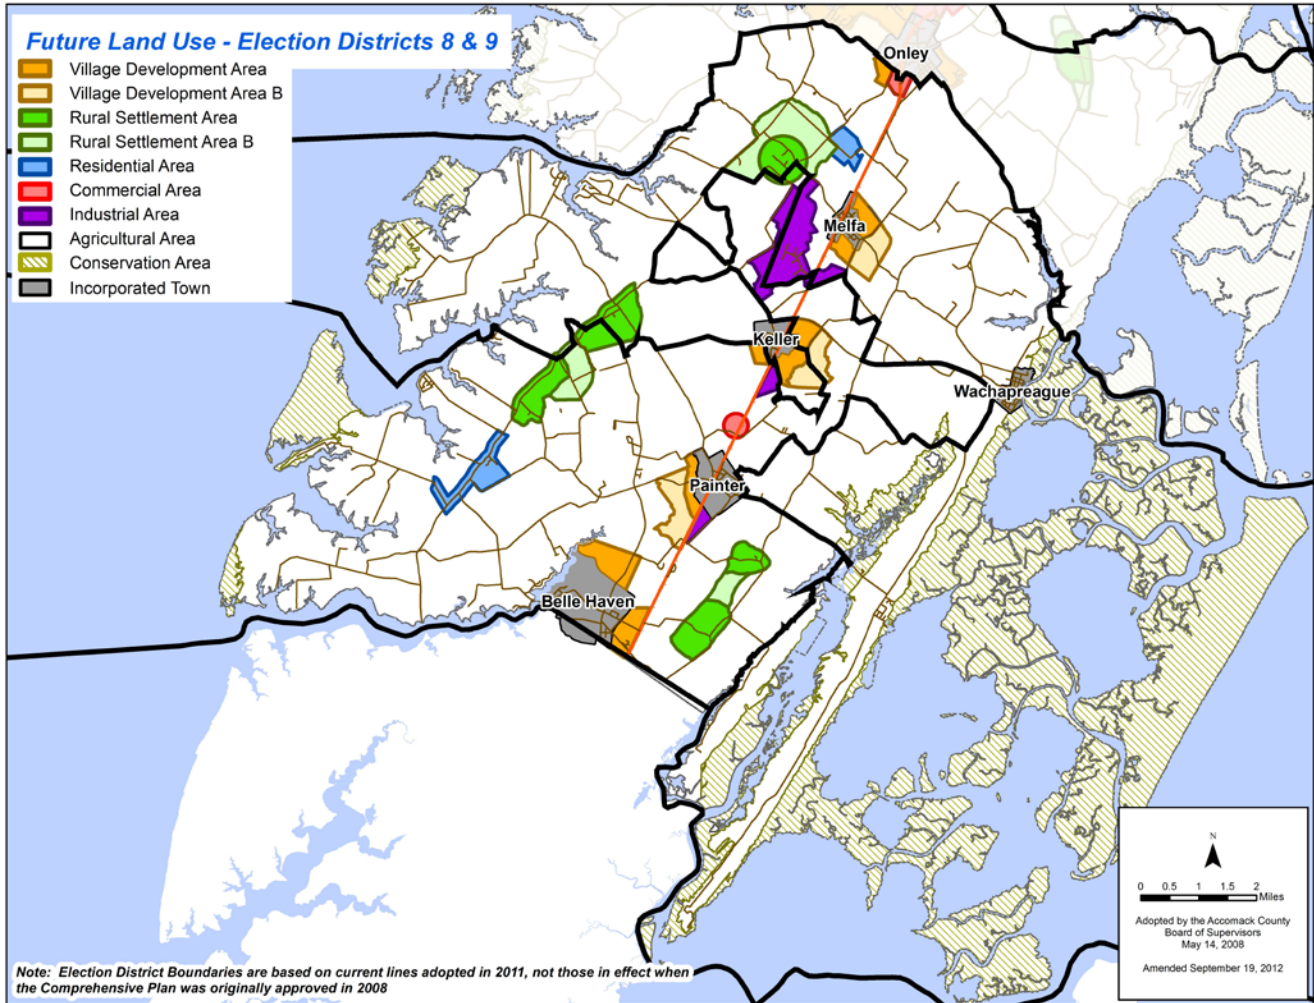 Future Land Use - Election Districts 8 & 9
Village Development Area
Village Development Area B
Rural Settlement Area
Rural Settlement Area B
Residential Area
Commercial Area
Industrial Area
Agricultural Area
Conservation Area
Incorporated Town
Onley
Melfa
Keller
Wachapreague
Painter
Belle Haven
N
0 0.5 1 1.5 2
Miles
Adopted by the Accomack County
Board of Supervisors
May 14, 2008
Amended September 19, 2012
Note: Election District Boundaries are based on current lines adopted in 2011, not those in effect when
the Comprehensive Plan was originally approved in 2008